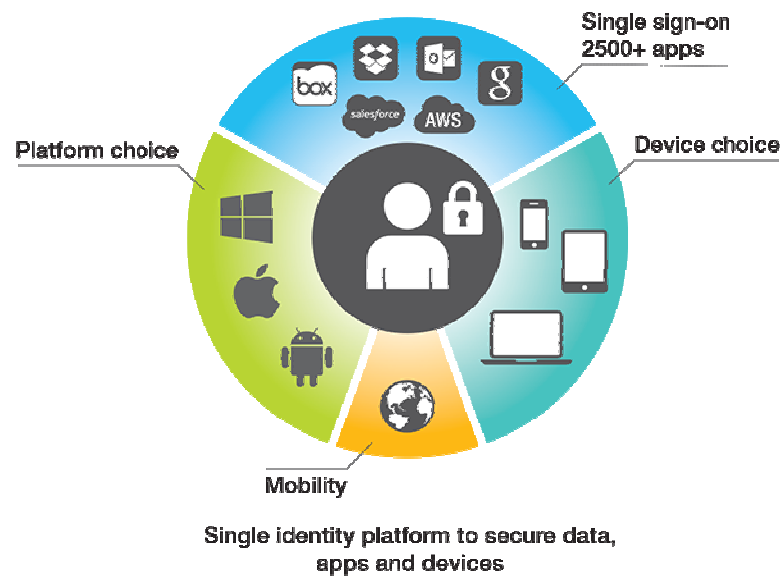 Single sign-on
2500+ apps
box
salesforce
AWS
g
Platform choice
Device choice
Mobility
Single identity platform to secure data,
apps and devices